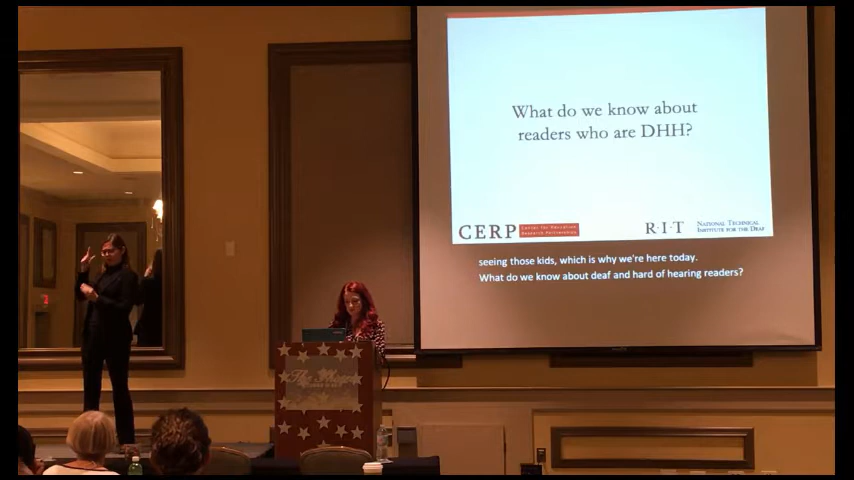 What do we know about
readers who are DHH?
CERP Center for Education
Research Partnerships
R·I·T National Technical
Institute for the Deaf
seeing those kids, which is why we're here today.
What do we know about deaf and hard of hearing readers?